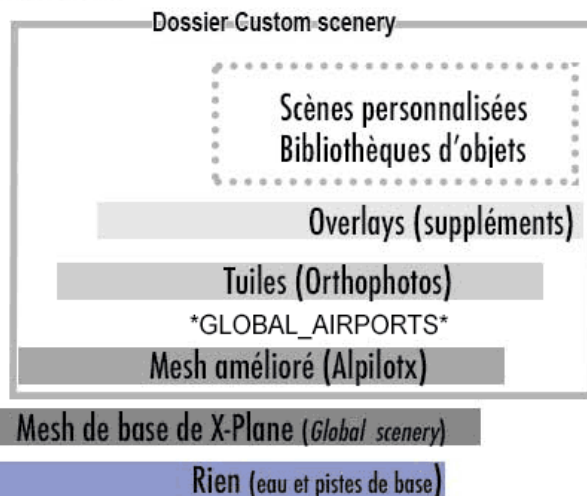 Dossier Custom scenery
Scènes personnalisées
Bibliothèques d'objets
Overlays (suppléments)
Tuiles (Orthophotos)
*GLOBAL_AIRPORTS*
Mesh amélioré (Alpilotx)
Mesh de base de X-Plane (Global scenery)
Rien (eau et pistes de base)